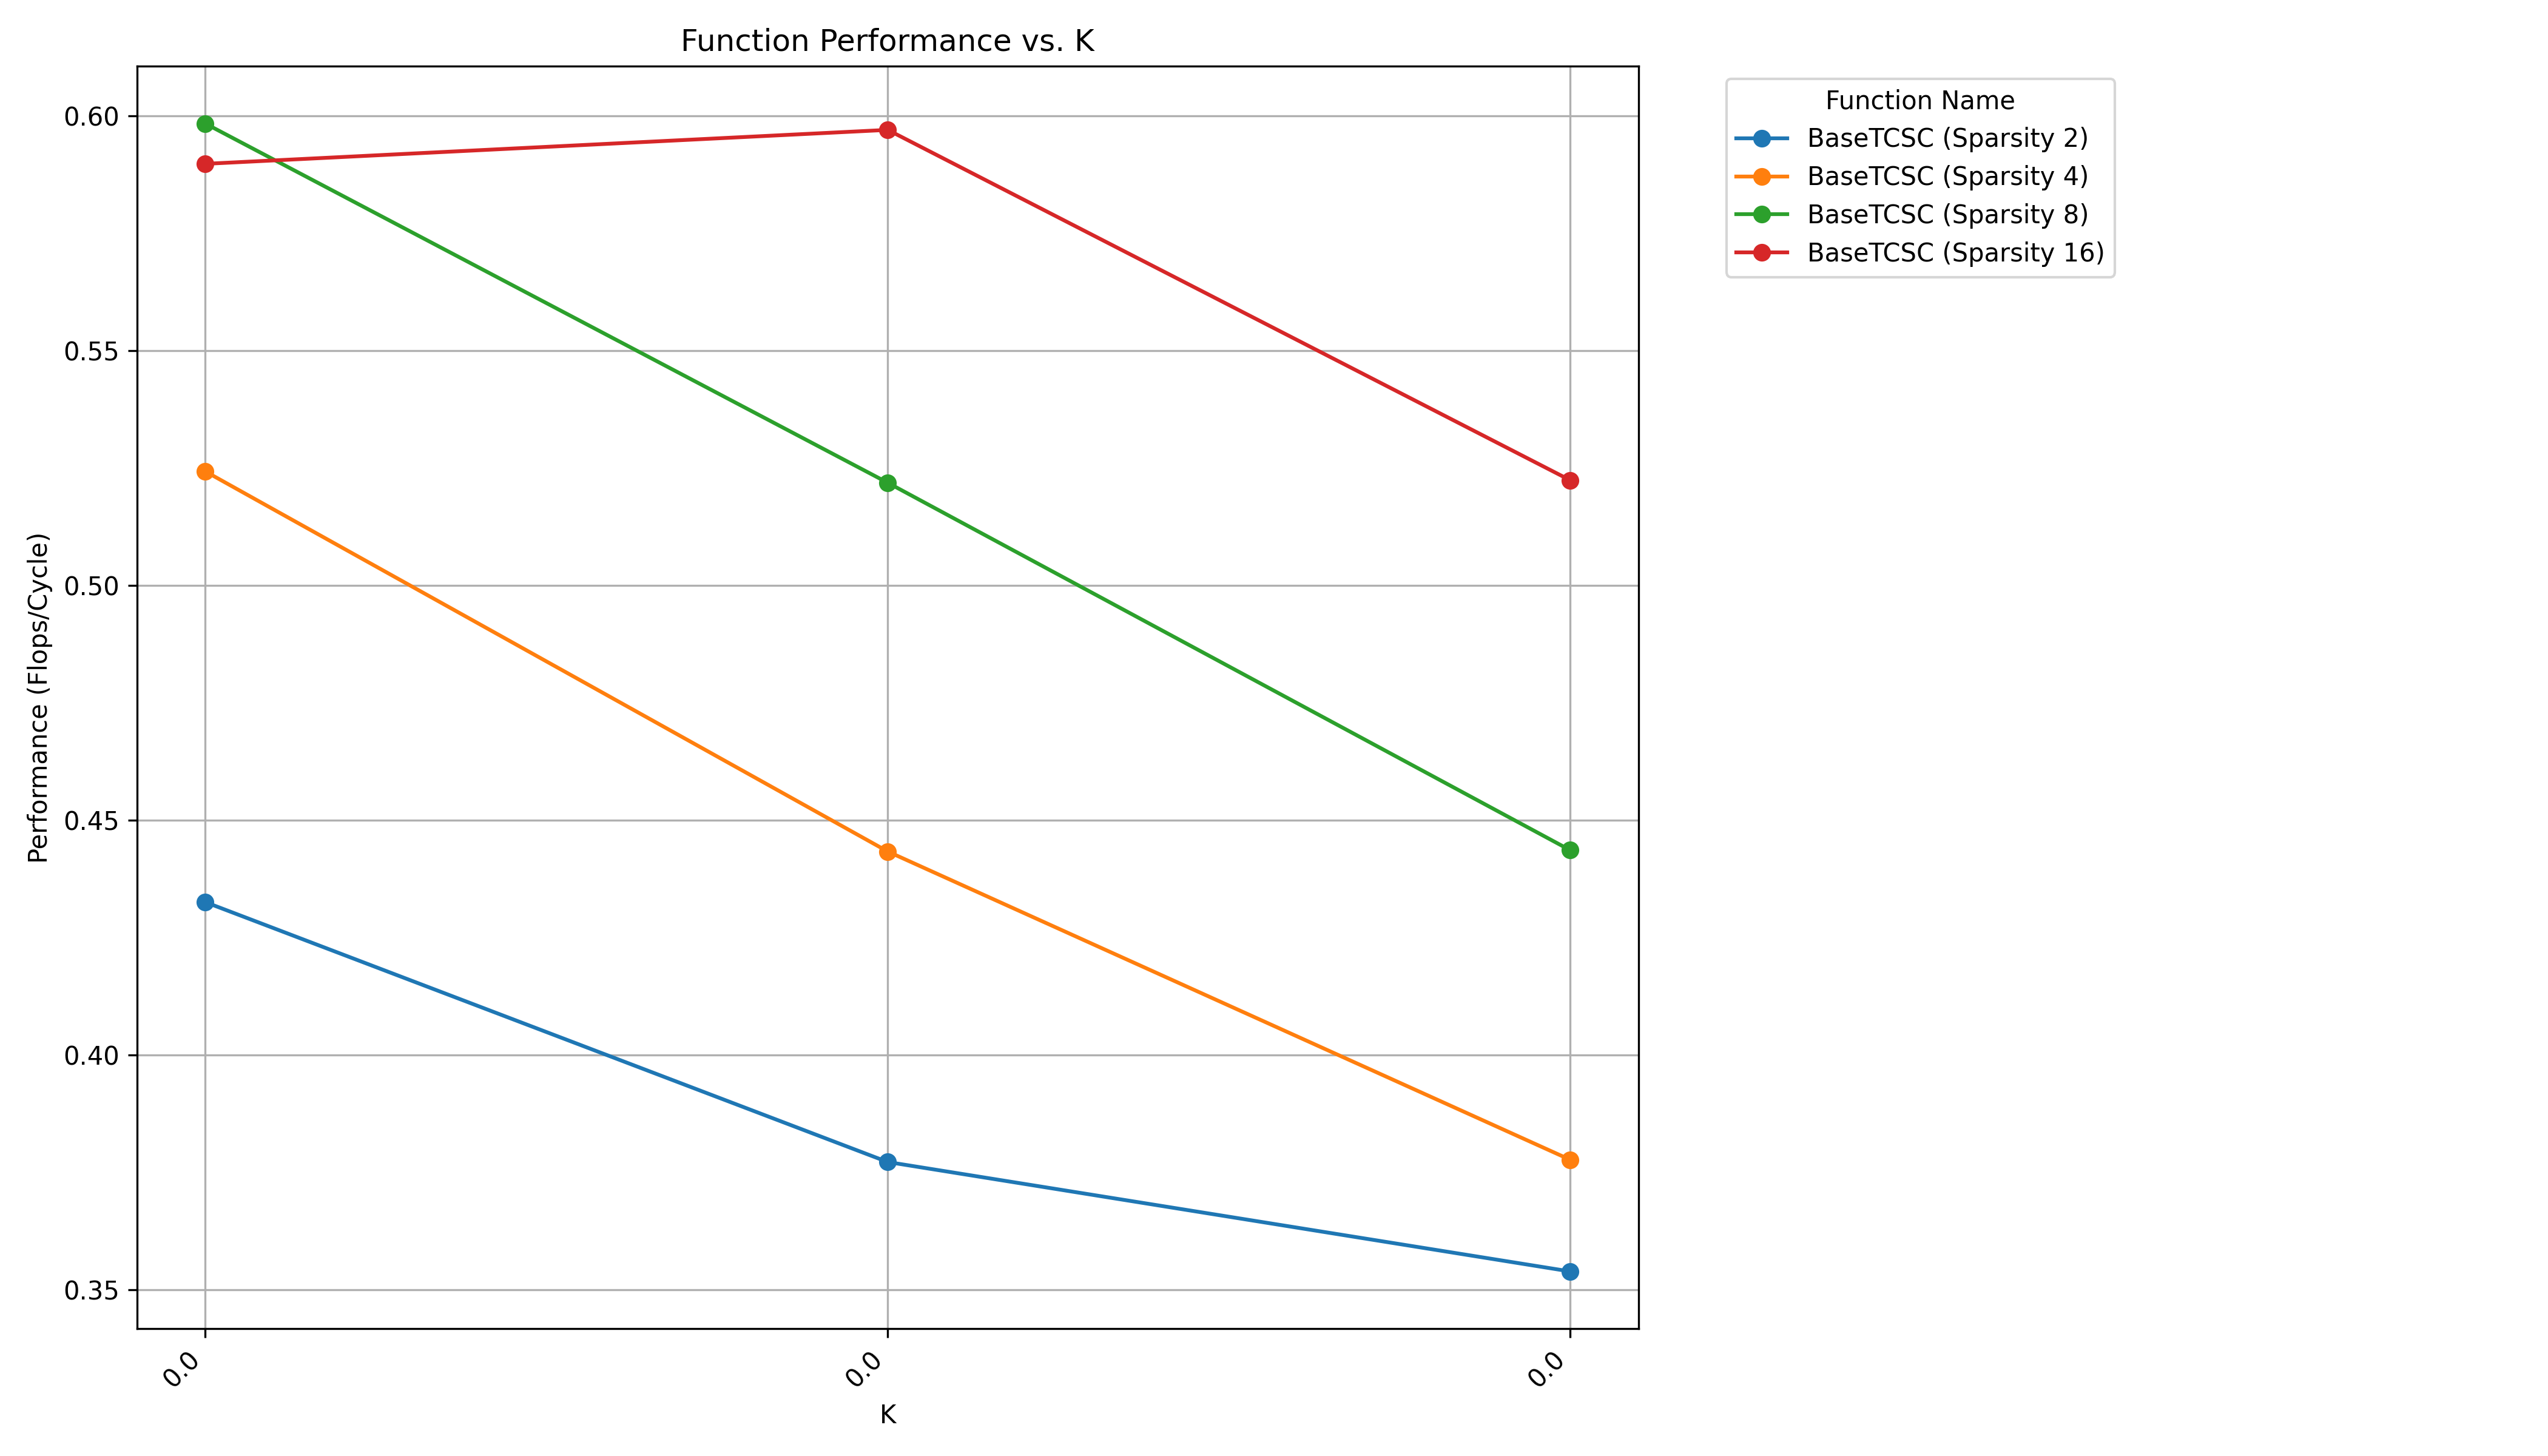 Function Performance vs. K
0.60
0.55
0.50
0.45
0.40
0.35
Performance (Flops/Cycle)
0.0
0.0
0.0
K
Function Name
BaseTCSC (Sparsity 2)
BaseTCSC (Sparsity 4)
BaseTCSC (Sparsity 8)
BaseTCSC (Sparsity 16)